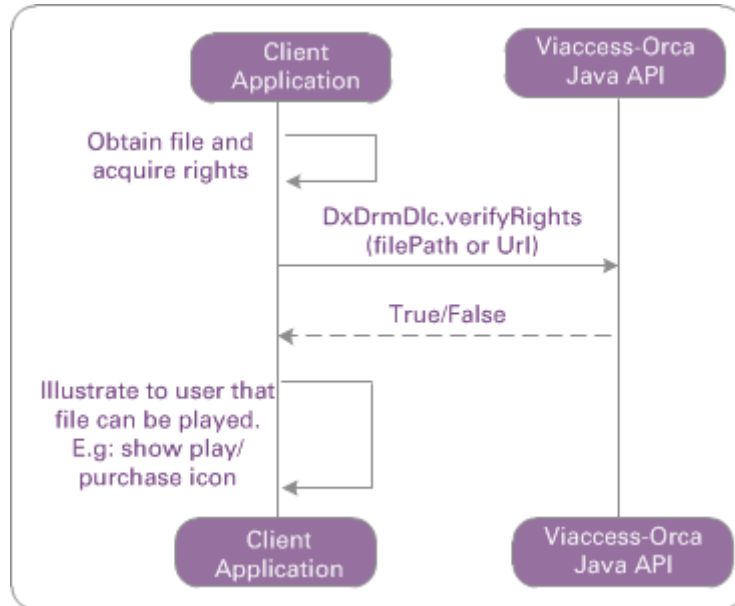 Client
Application
Viaccess-Orca
Java API
Obtain file and
acquire rights
DxDrmDlc.verifyRights
(filePath or Url)
True/False
Illustrate to user that
file can be played.
E.g: show play/
purchase icon
Client
Application
Viaccess-Orca
Java API